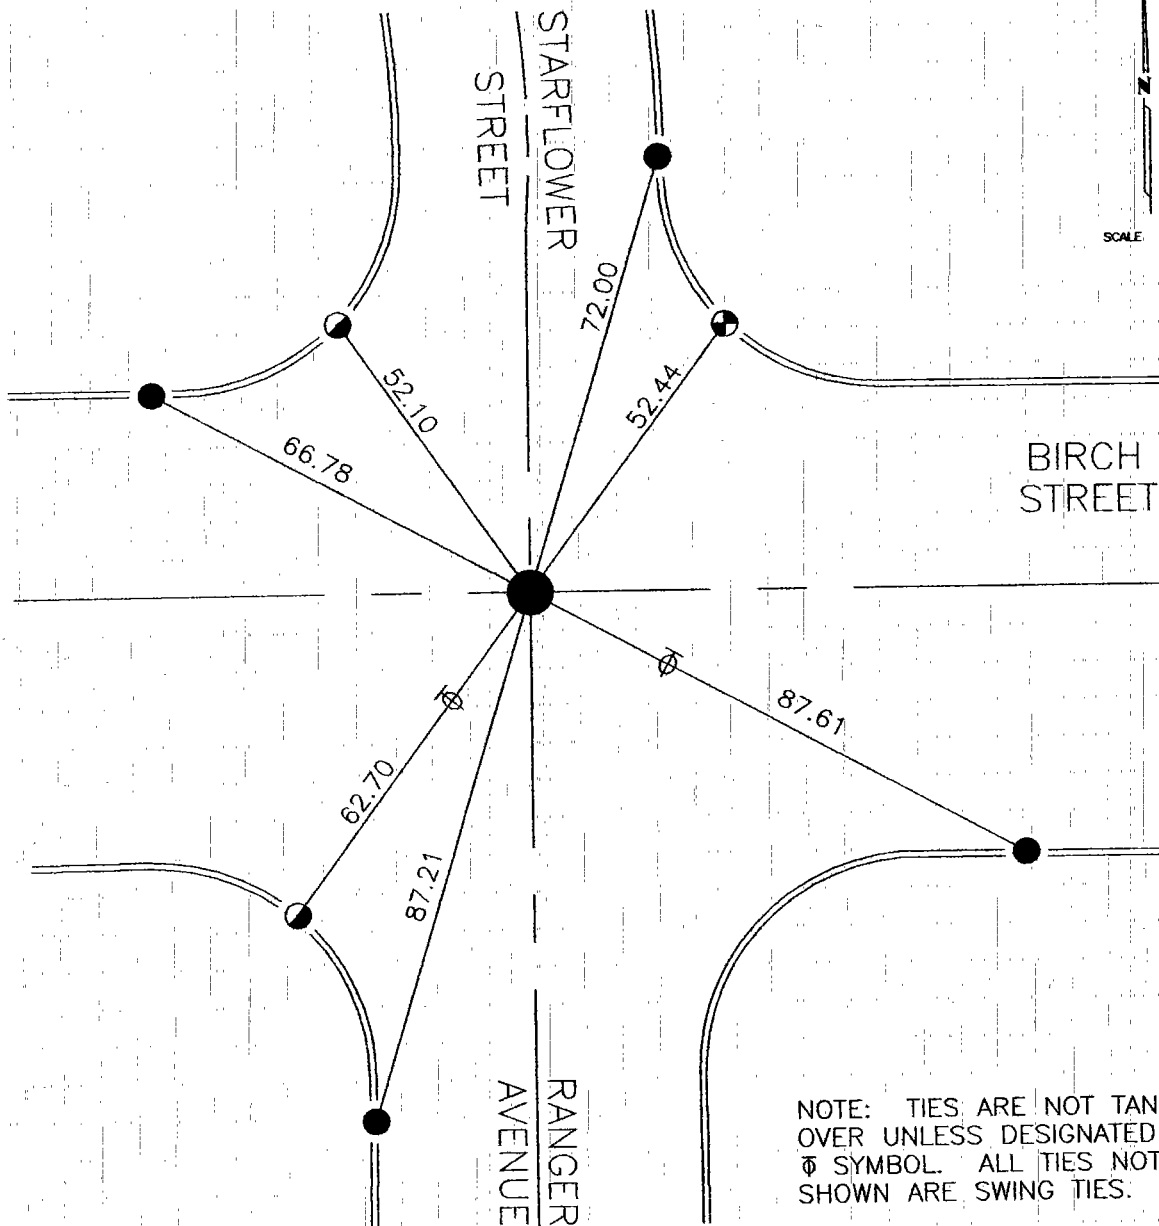 STARFLOWER
STREET
N
SCALE
72.00
52.10
52.44
66.78
BIRCH
STREET
87.61
62.70
87.21
RANGER
AVENUE
NOTE: TIES ARE NOT TAN
OVER UNLESS DESIGNATED
SYMBOL. ALL TIES NOT
SHOWN ARE SWING TIES.